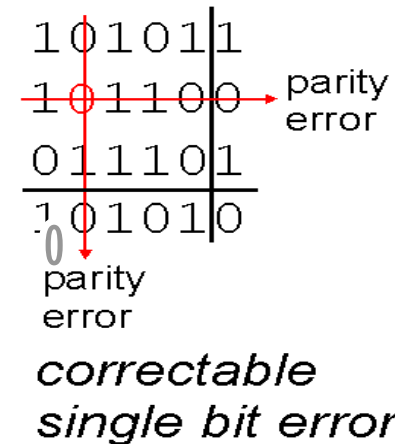 101011
101100 parity
error
011101
101010
0
parity
error
correctable
single bit error